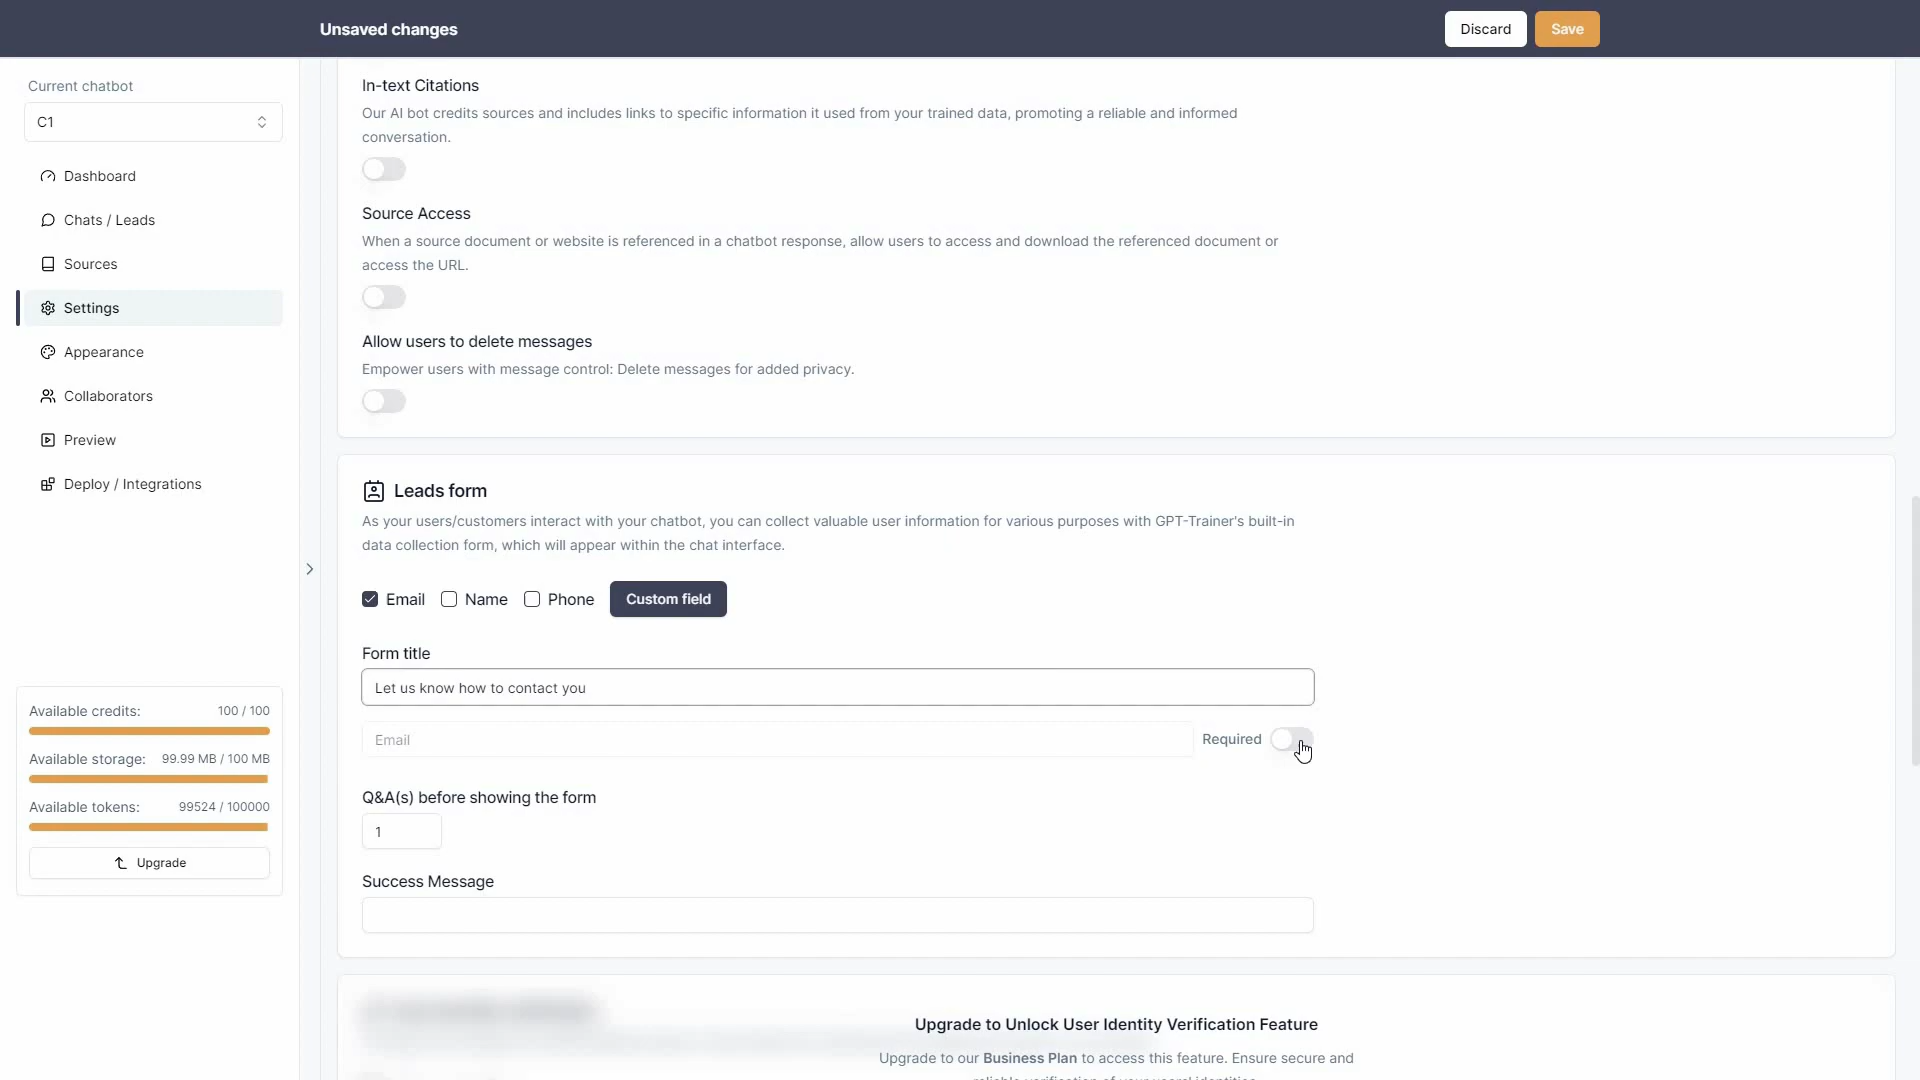 Unsaved changes
Discard
Save
Current chatbot
C1
Dashboard
Chats / Leads
Sources
Settings
Appearance
Collaborators
Preview
Deploy / Integrations
Available credits: 100 / 100
Available storage: 99.99 MB / 100 MB
Available tokens: 99524 / 100000
Upgrade
In-text Citations
Our AI bot credits sources and includes links to specific information it used from your trained data, promoting a reliable and informed
conversation.
Source Access
When a source document or website is referenced in a chatbot response, allow users to access and download the referenced document or
access the URL.
Allow users to delete messages
Empower users with message control: Delete messages for added privacy.
Leads form
As your users/customers interact with your chatbot, you can collect valuable user information for various purposes with GPT-Trainer's built-in
data collection form, which will appear within the chat interface.
Email Name Phone Custom field
Form title
Let us know how to contact you
Email Required
Q&A(s) before showing the form
1
Success Message
Upgrade to Unlock User Identity Verification Feature
Upgrade to our Business Plan to access this feature. Ensure secure and
reliable verification of your users' identities.